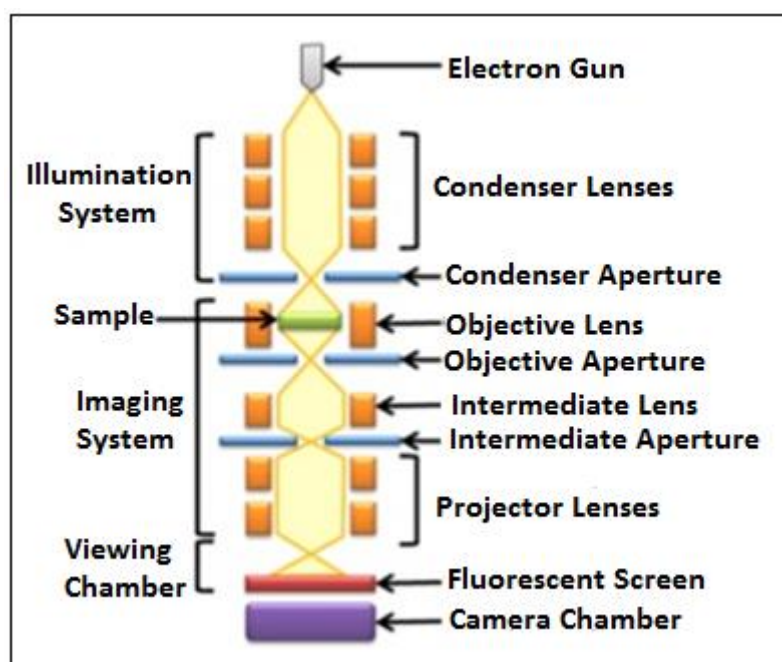 Electron Gun
Illumination
System
Condenser Lenses
Condenser Aperture
Sample
Objective Lens
Objective Aperture
Imaging
System
Intermediate Lens
Intermediate Aperture
Projector Lenses
Viewing
Chamber
Fluorescent Screen
Camera Chamber